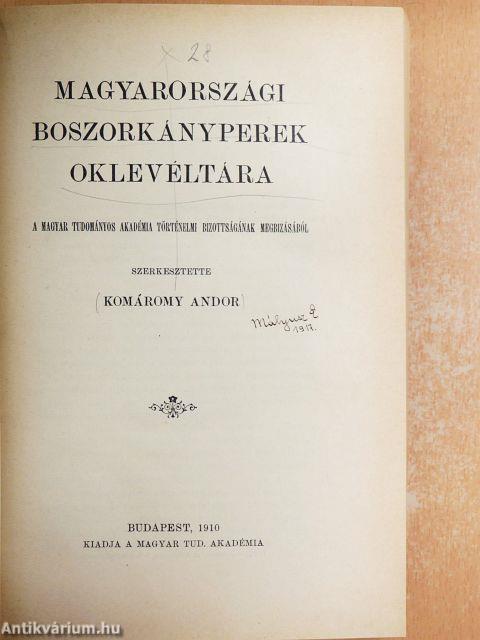 x 28
MAGYARORSZÁGI
BOSZORKÁNYPEREK
OKLEVÉLTÁRA
A MAGYAR TUDOMÁNYOS AKADÉMIA TÖRTÉNELMI BIZOTTSÁGÁNAK MEGBIZÁSÁBÓL
SZERKESZTETTE
(KOMÁROMY ANDOR)
Mályusz E
1917.
BUDAPEST, 1910
KIADJA A MAGYAR TUD. AKADÉMIA
Antikvárium.hu